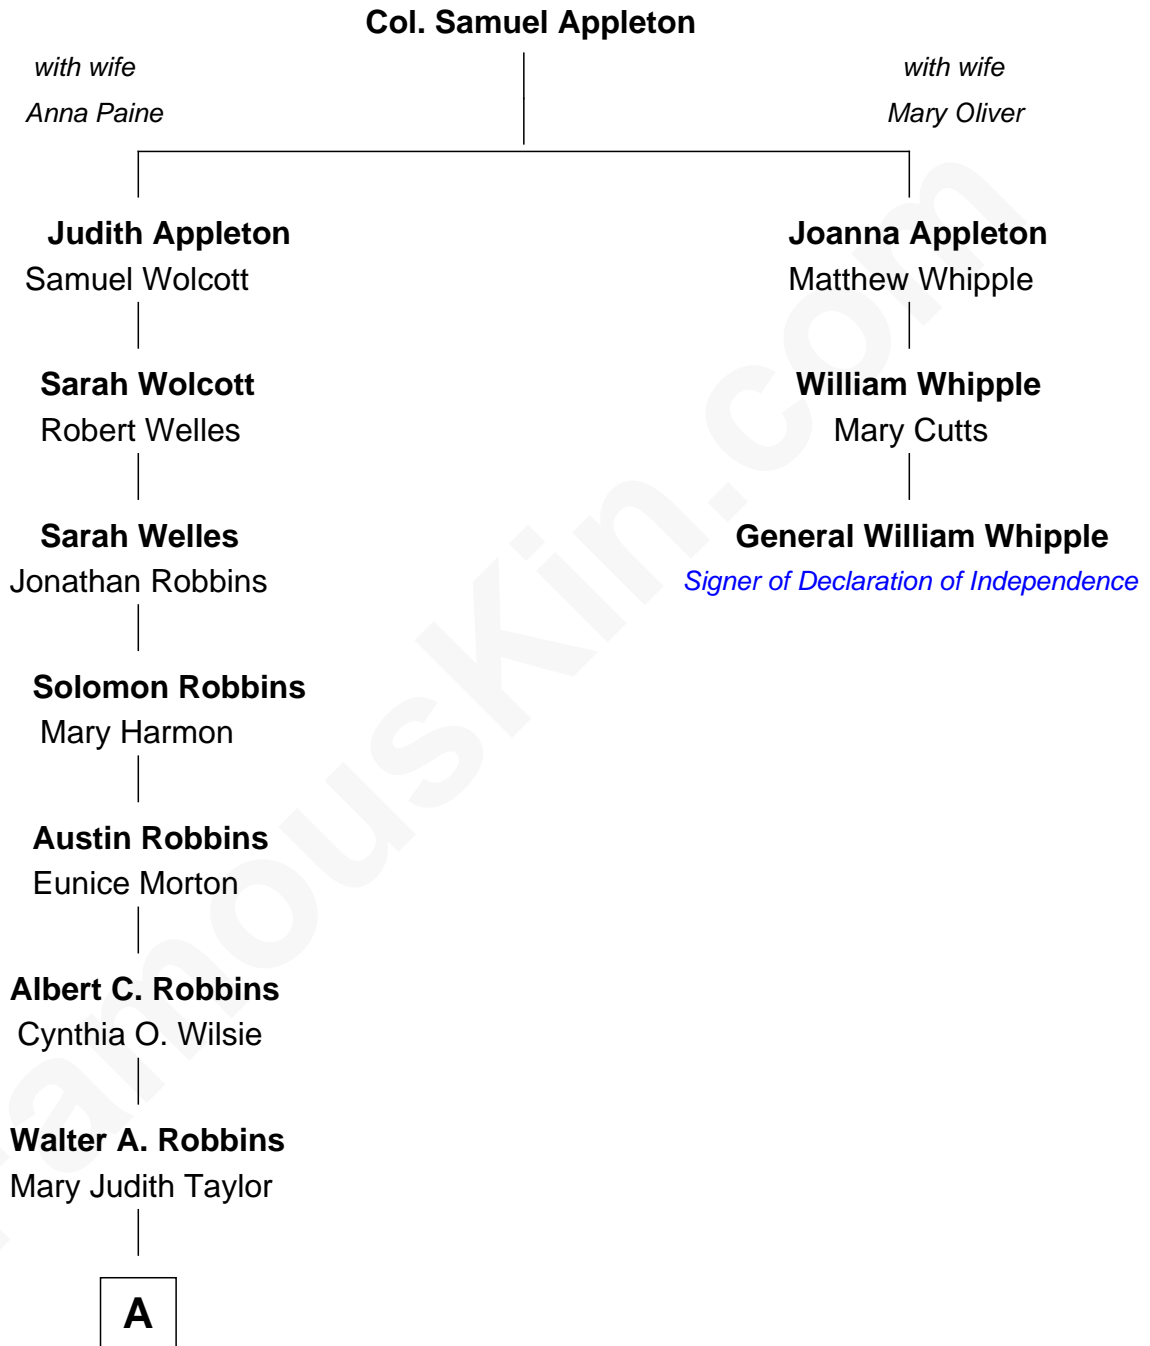 Col. Samuel Appleton
with wife
Anna Paine
with wife
Mary Oliver
Judith Appleton
Samuel Wolcott
Joanna Appleton
Matthew Whipple
Sarah Wolcott
Robert Welles
William Whipple
Mary Cutts
Sarah Welles
Jonathan Robbins
General William Whipple
Signer of Declaration of Independence
Solomon Robbins
Mary Harmon
Austin Robbins
Eunice Morton
Albert C. Robbins
Cynthia O. Wilsie
Walter A. Robbins
Mary Judith Taylor
A
FamousKin.com